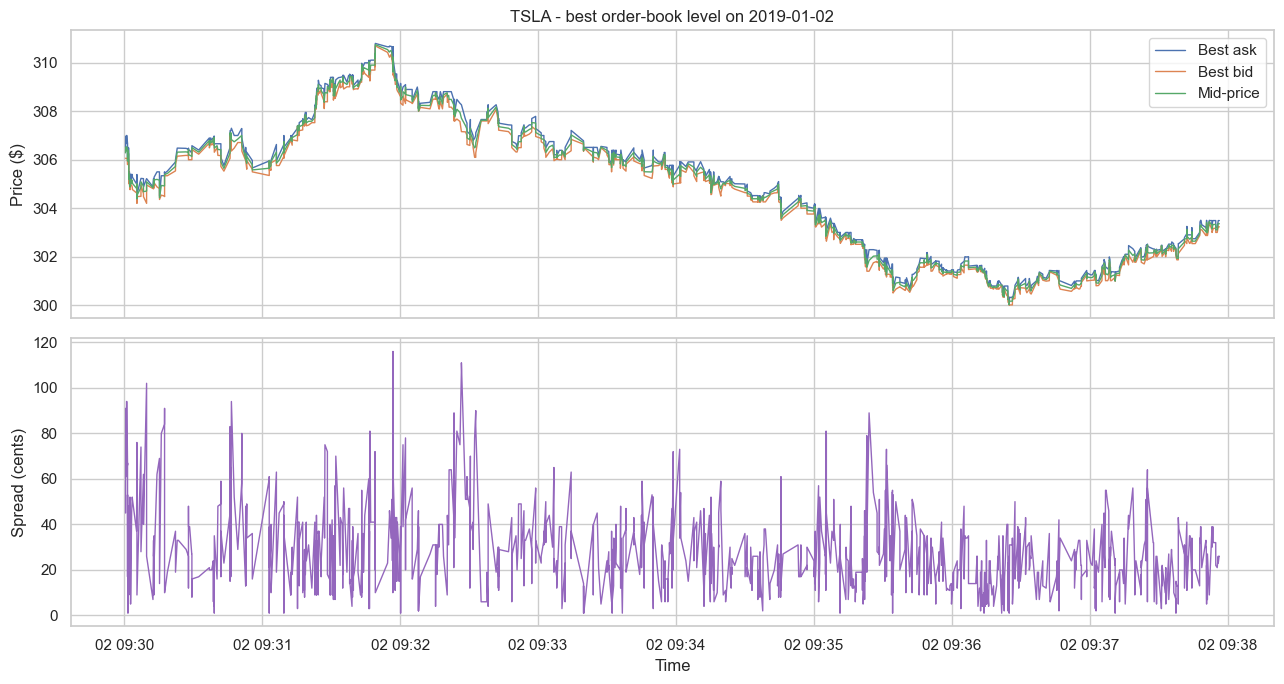 TSLA - best order-book level on 2019-01-02
Price ($)
310
308
306
304
302
300
Best ask
Best bid
Mid-price
Spread (cents)
120
100
80
60
40
20
0
02 09:30 02 09:31 02 09:32 02 09:33 02 09:34 02 09:35 02 09:36 02 09:37 02 09:38
Time